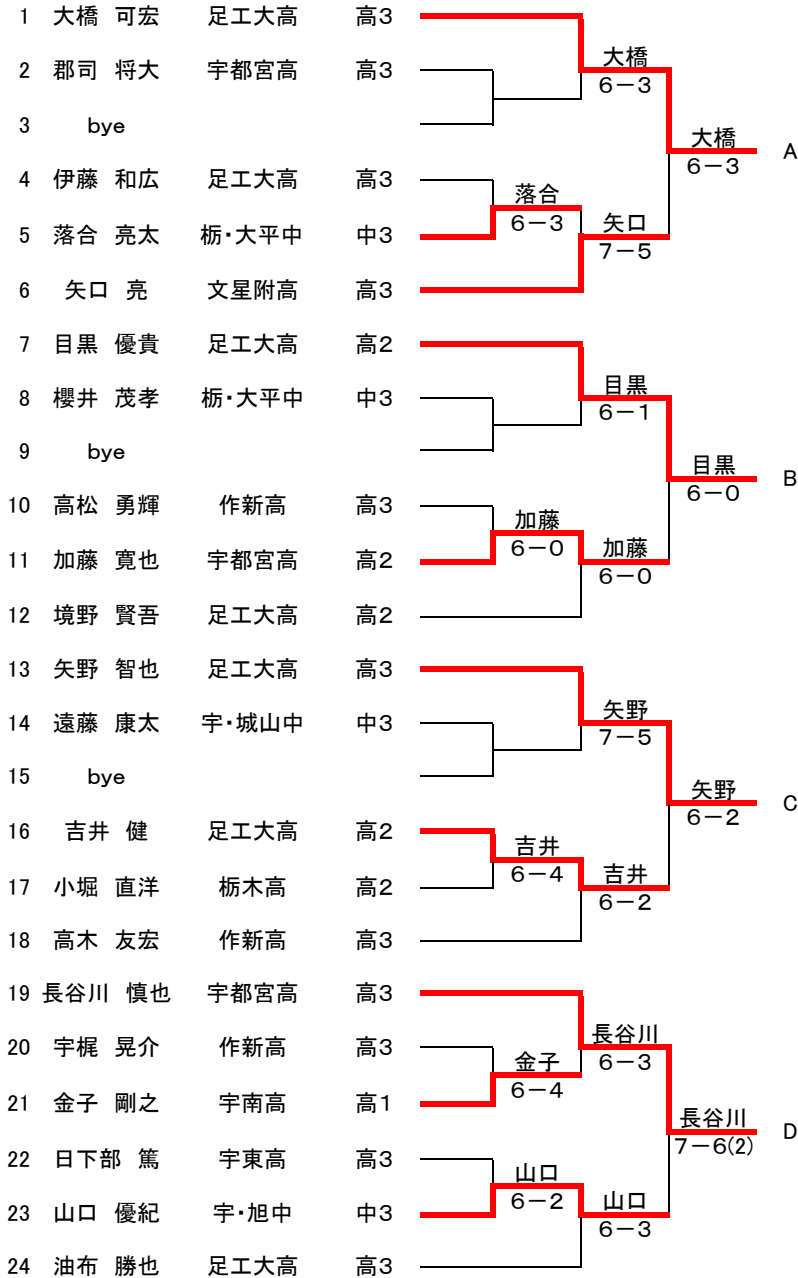 1 大橋 可宏 足工大高 高3
大橋
2 郡司 将大 宇都宮高 高3
6-3
3 bye
大橋
A
6-3
4 伊藤 和広 足工大高 高3
落合
5 落合 亮太 栃・大平中 中3
6-3
矢口
7-5
6 矢口 亮 文星附高 高3
7 目黒 優貴 足工大高 高2
目黒
8 櫻井 茂孝 栃・大平中 中3
6-1
9 bye
目黒
B
6-0
10 高松 勇輝 作新高 高3
加藤
6-0
11 加藤 寛也 宇都宮高 高2
加藤
6-0
12 境野 賢吾 足工大高 高2
13 矢野 智也 足工大高 高3
矢野
14 遠藤 康太 宇・城山中 中3
7-5
15 bye
矢野
C
6-2
16 吉井 健 足工大高 高2
吉井
6-4
17 小堀 直洋 栃木高 高2
吉井
6-2
18 高木 友宏 作新高 高3
19 長谷川 慎也 宇都宮高 高3
長谷川
20 宇梶 晃介 作新高 高3
6-3
金子
6-4
21 金子 剛之 宇南高 高1
長谷川
D
7-6(2)
22 日下部 篤 宇東高 高3
山口
6-2
23 山口 優紀 宇・旭中 中3
山口
6-3
24 油布 勝也 足工大高 高3